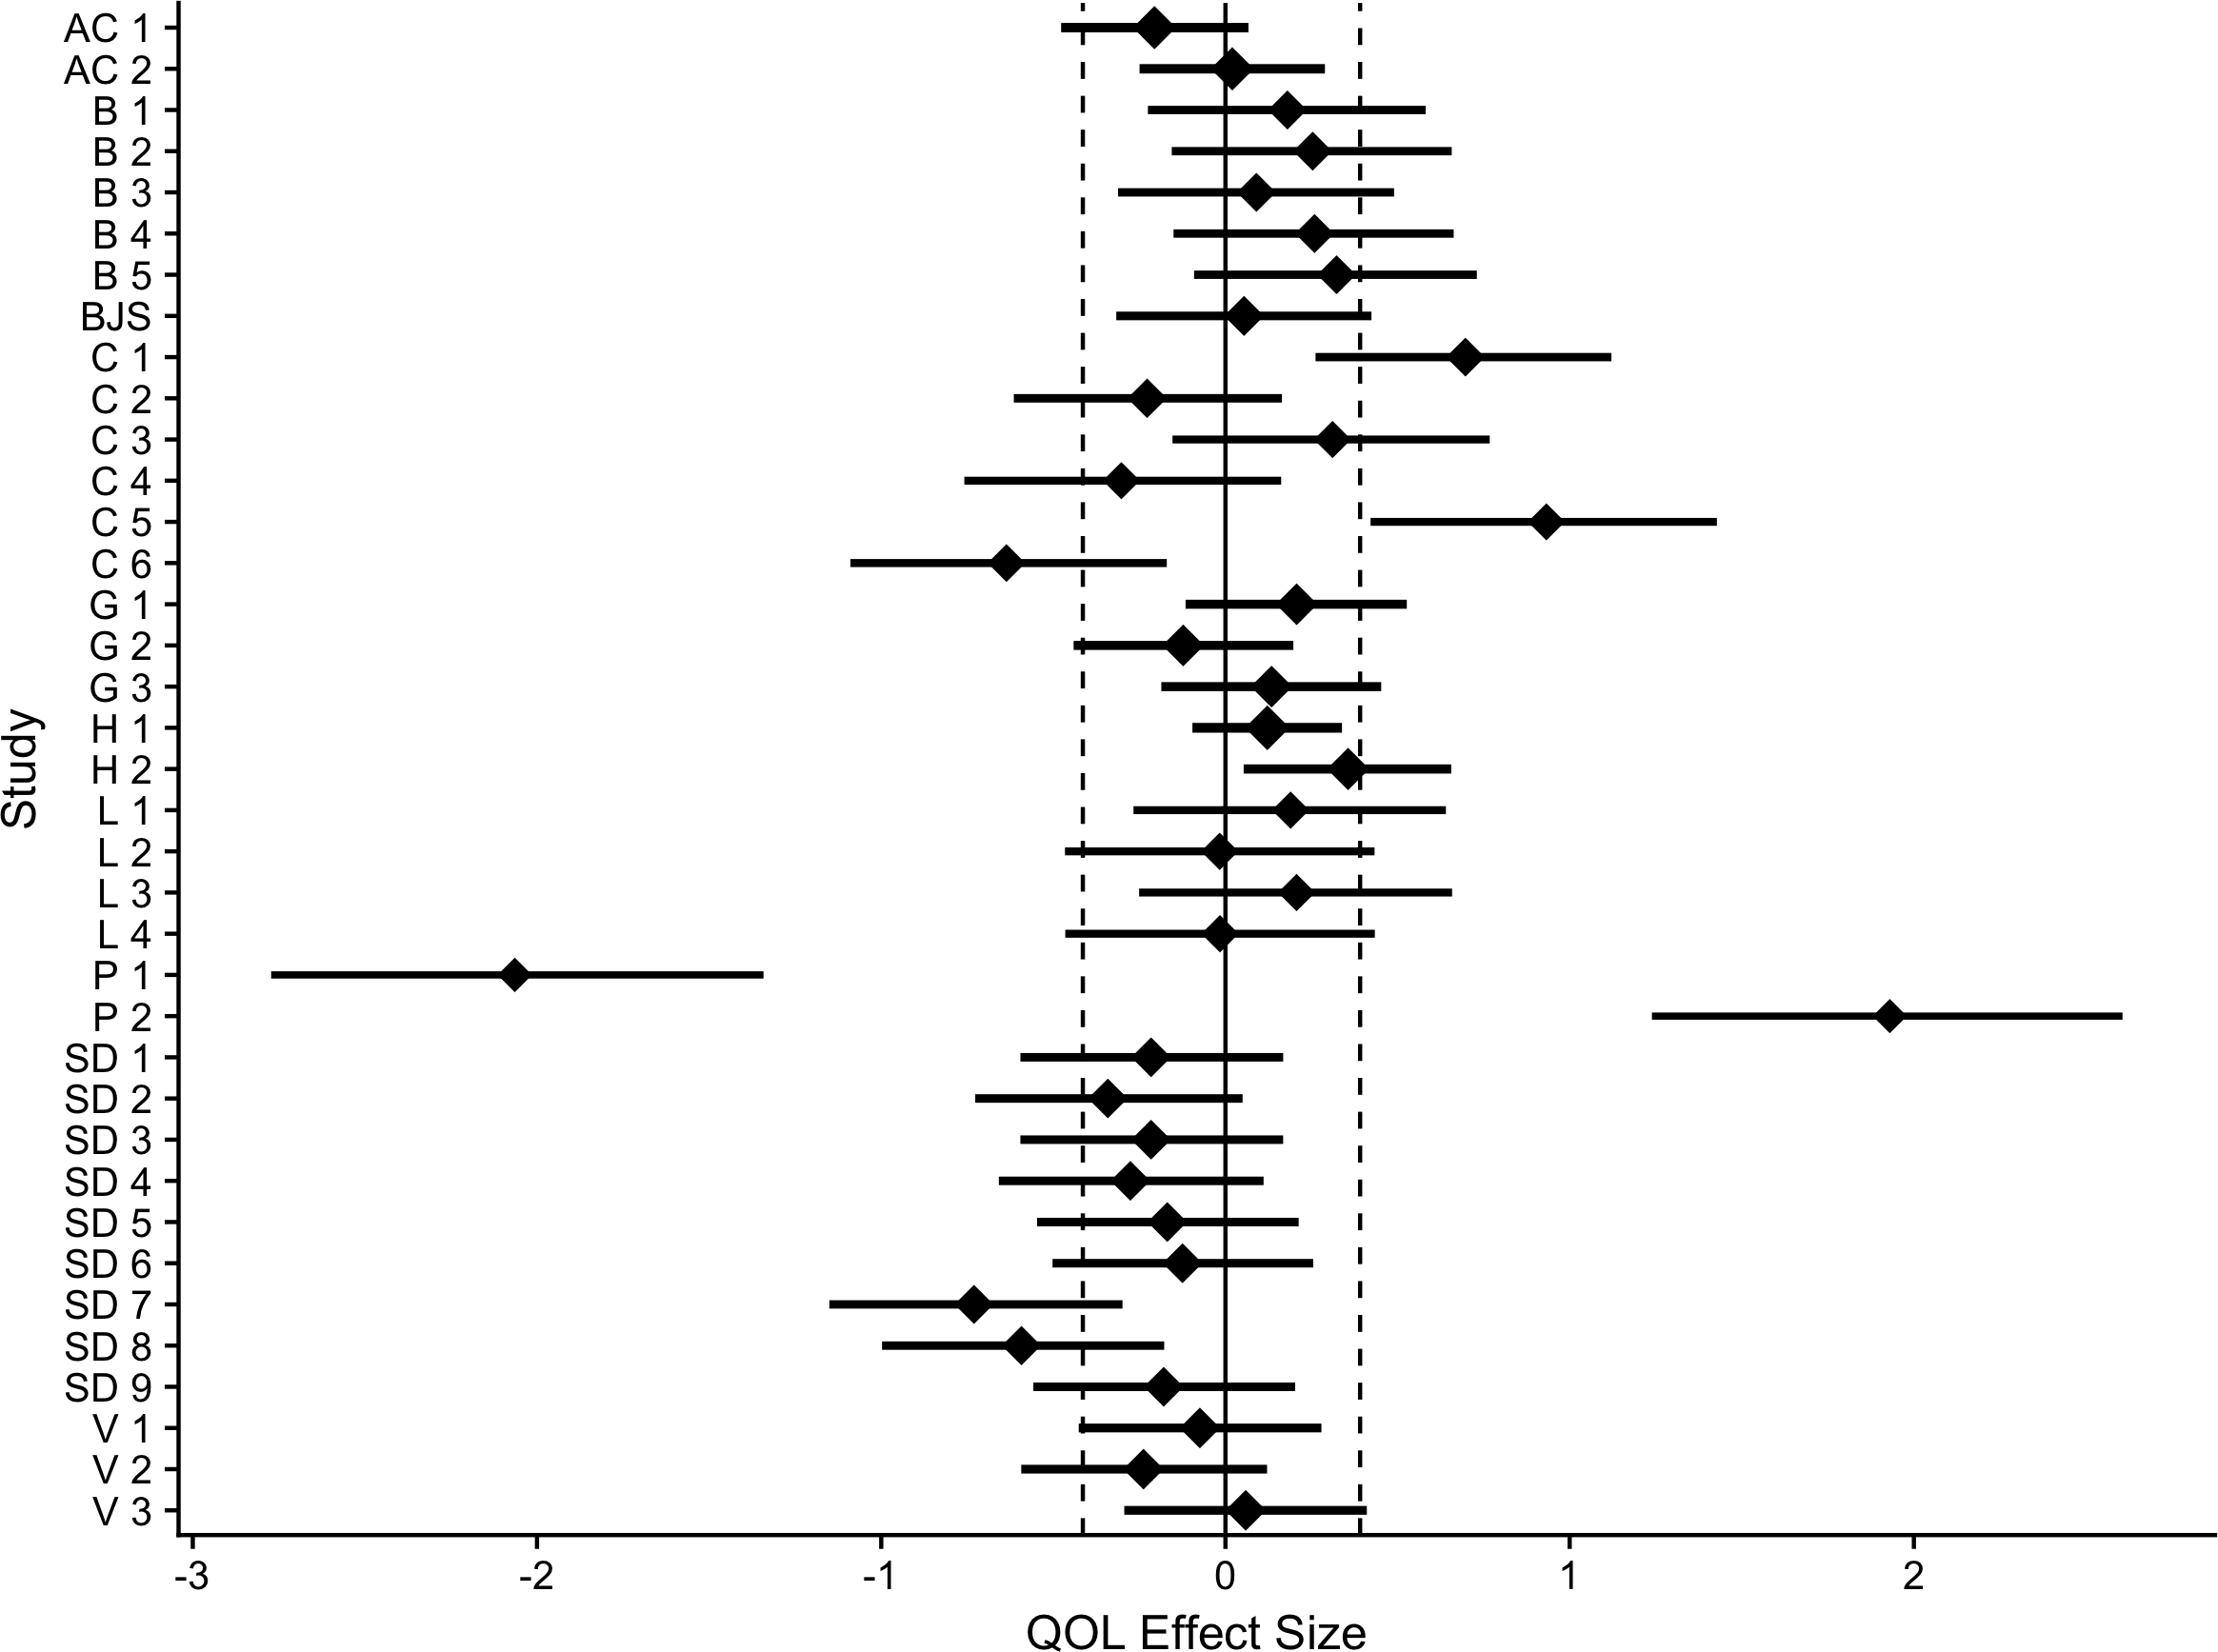 AC 1
AC 2
B 1
B 2
B 3
B 4
B 5
BJS
C 1
C 2
C 3
C 4
C 5
C 6
G 1
G 2
G 3
H 1
H 2
L 1
L 2
L 3
L 4
P 1
P 2
SD 1
SD 2
SD 3
SD 4
SD 5
SD 6
SD 7
SD 8
SD 9
V 1
V 2
V 3
Study
-3 -2 -1 0 1 2
QOL Effect Size